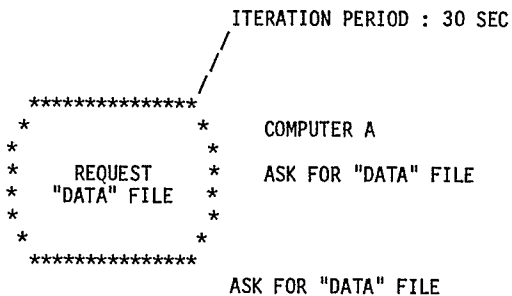 ITERATION PERIOD : 30 SEC
COMPUTER A
REQUEST
"DATA" FILE
ASK FOR "DATA" FILE
ASK FOR "DATA" FILE